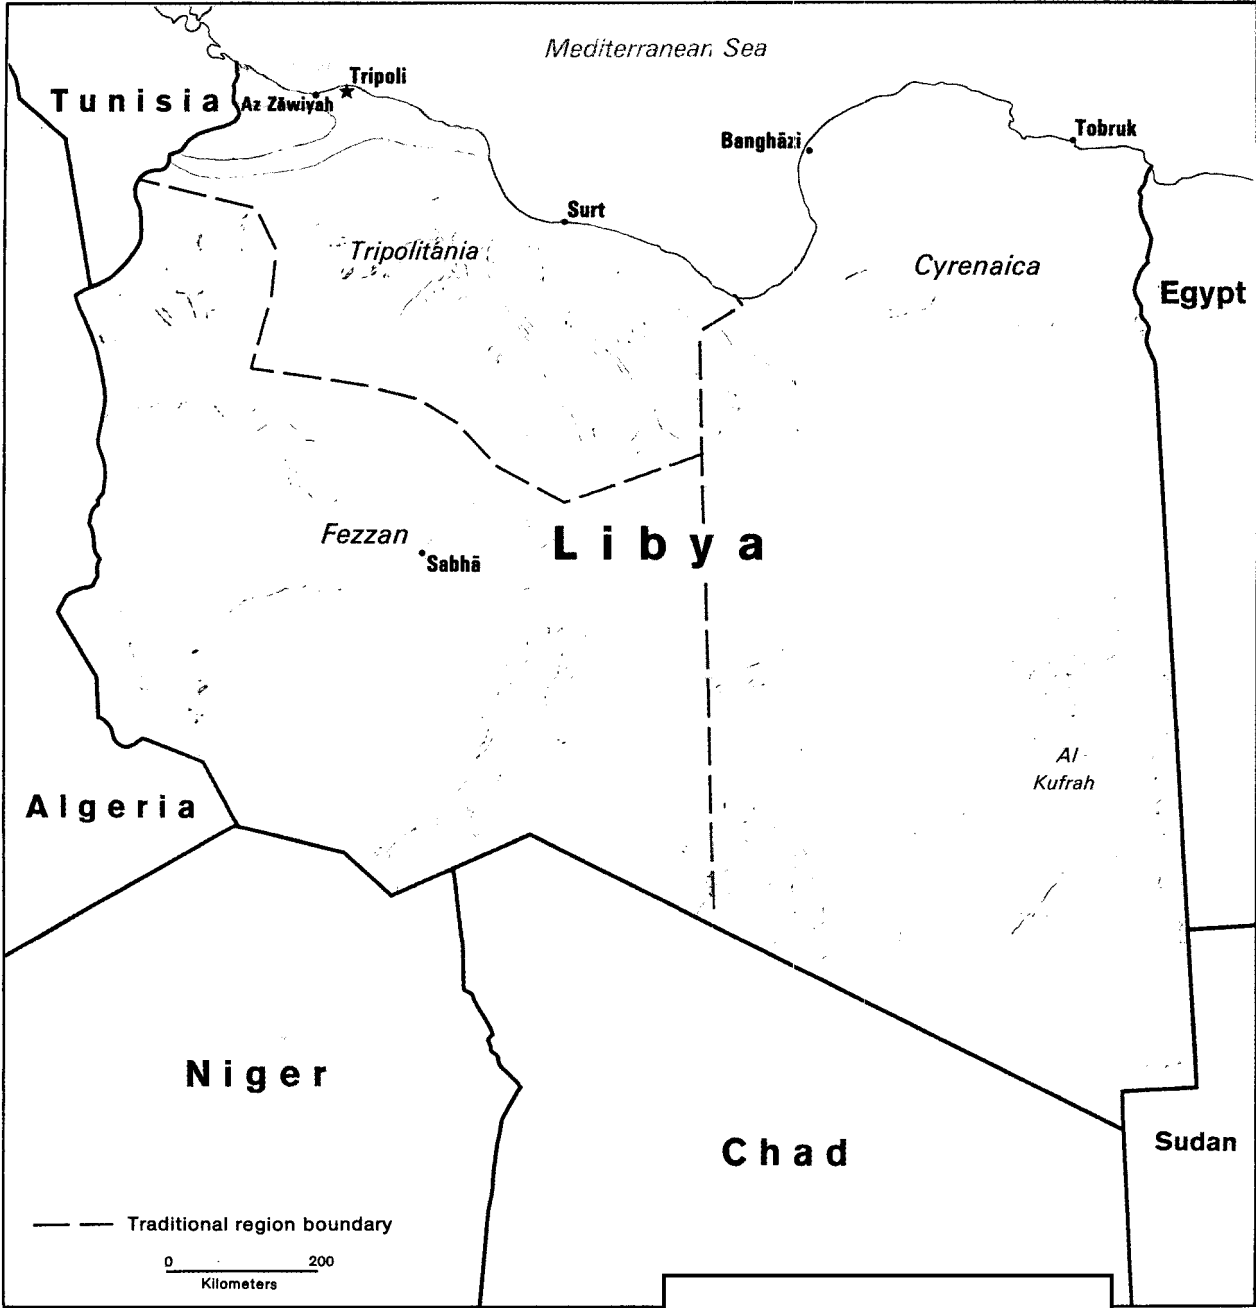 Mediterranean Sea
Tripoli
Tunisia
Az Zāwiyah
Tobruk
Banghāzi
Surt
Tripolitania
Cyrenaica
Egypt
Fezzan
Libya
Sabhā
Al
Kufrah
Algeria
Niger
Chad
Sudan
Traditional region boundary
0 200
Kilometers